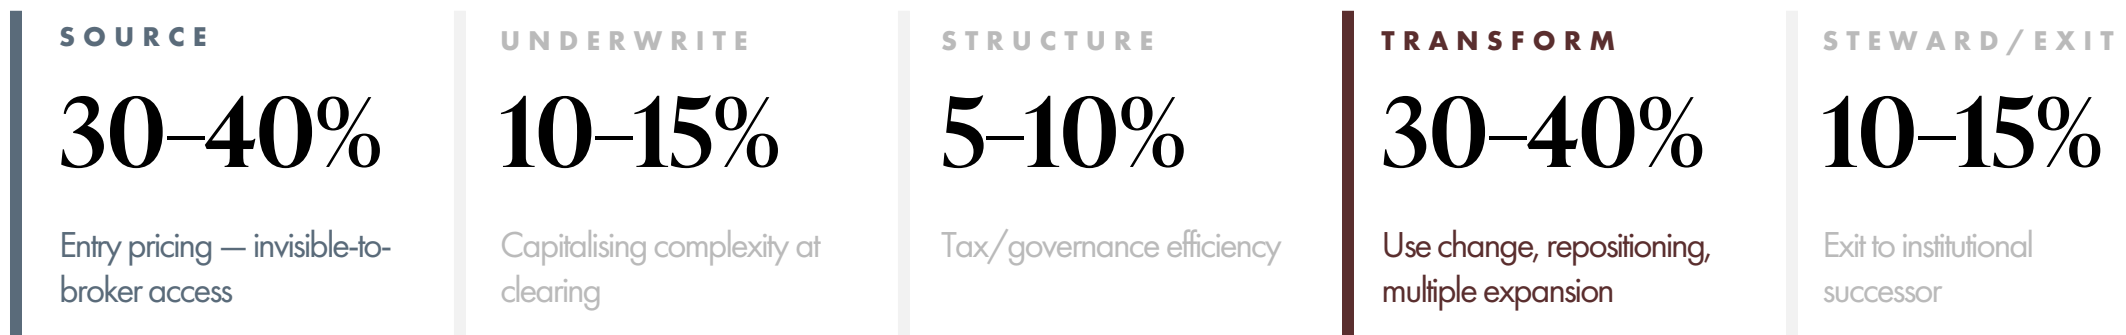 SOURCE
30–40%
Entry pricing — invisible-to-
broker access
UNDERWRITE
10–15%
Capitalising complexity at
clearing
STRUCTURE
5–10%
Tax/governance efficiency
TRANSFORM
30–40%
Use change, repositioning,
multiple expansion
STEWARD/EXIT
10–15%
Exit to institutional
successor